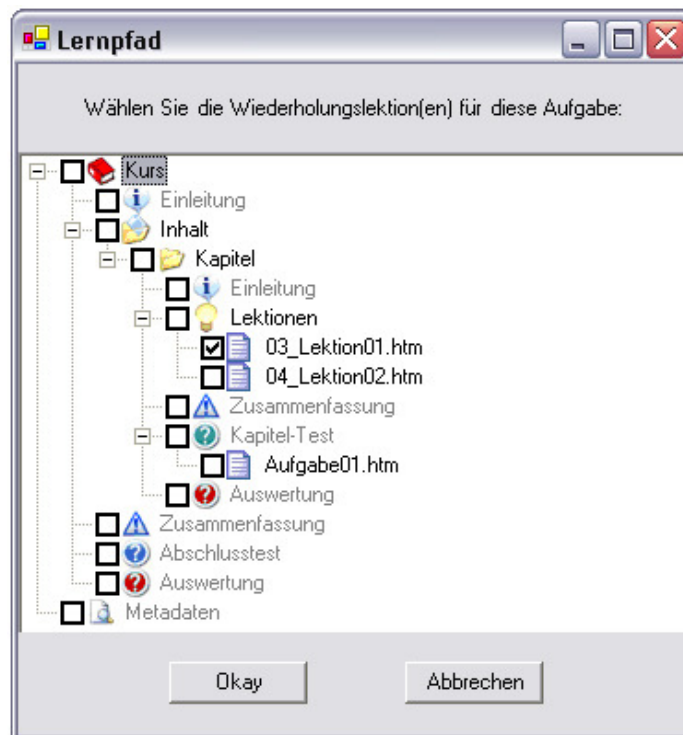 Lernpfad
Wählen Sie die Wiederholungslektion(en) für diese Aufgabe:
Kurs
Einleitung
Inhalt
Kapitel
Einleitung
Lektionen
03_Lektion01.htm
04_Lektion02.htm
Zusammenfassung
Kapitel-Test
Aufgabe01.htm
Auswertung
Zusammenfassung
Abschlusstest
Auswertung
Metadaten
Okay Abbrechen